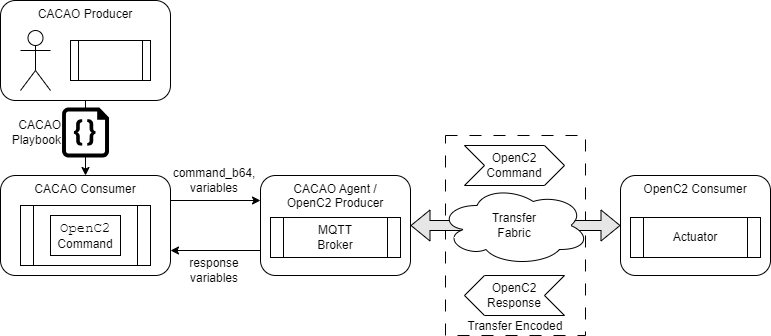 CACAO Producer
CACAO
Playbook
{}
CACAO Consumer
OpenC2
Command
command_b64,
variables
response
variables
CACAO Agent /
OpenC2 Producer
MQTT
Broker
OpenC2
Command
Transfer
Fabric
OpenC2
Response
Transfer Encoded
OpenC2 Consumer
Actuator